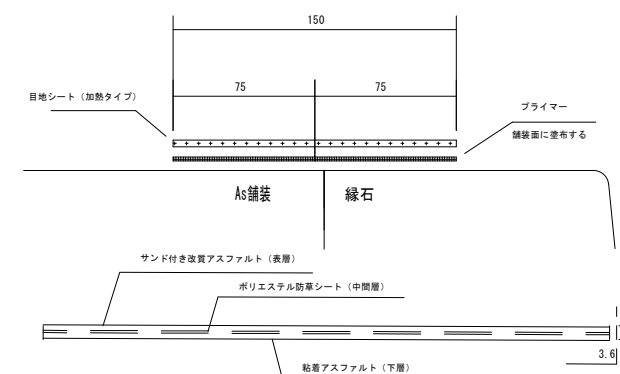 150
75
75
目地シート（加熱タイプ）
プライマー
舗装面に塗布する
As舗装
縁石
サンド付き改質アスファルト（表層）
ポリエステル防草シート（中間層）
3.6
粘着アスファルト（下層）